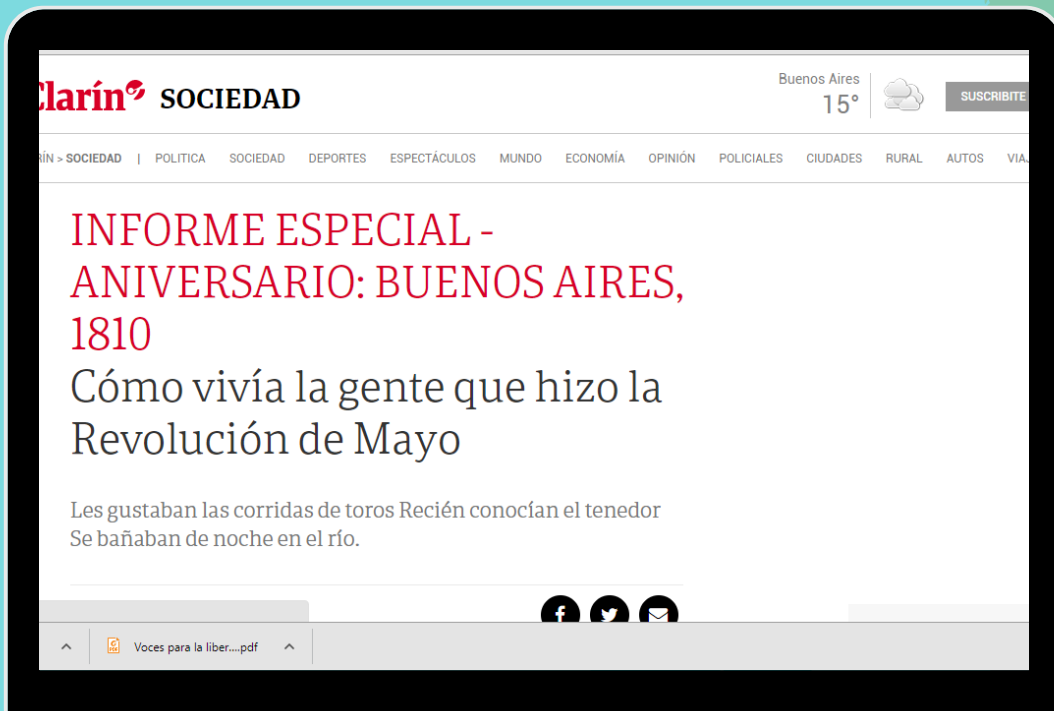 Clarín SOCIEDAD
Buenos Aires
15°
SUSCRIBITE
RÍN > SOCIEDAD | POLITICA SOCIEDAD DEPORTES ESPECTÁCULOS MUNDO ECONOMÍA OPINIÓN POLICIALES CIUDADES RURAL AUTOS VIAJ
INFORME ESPECIAL -
ANIVERSARIO: BUENOS AIRES,
1810
Cómo vivía la gente que hizo la
Revolución de Mayo
Les gustaban las corridas de toros Recién conocían el tenedor
Se bañaban de noche en el río.
Voces para la liber....pdf